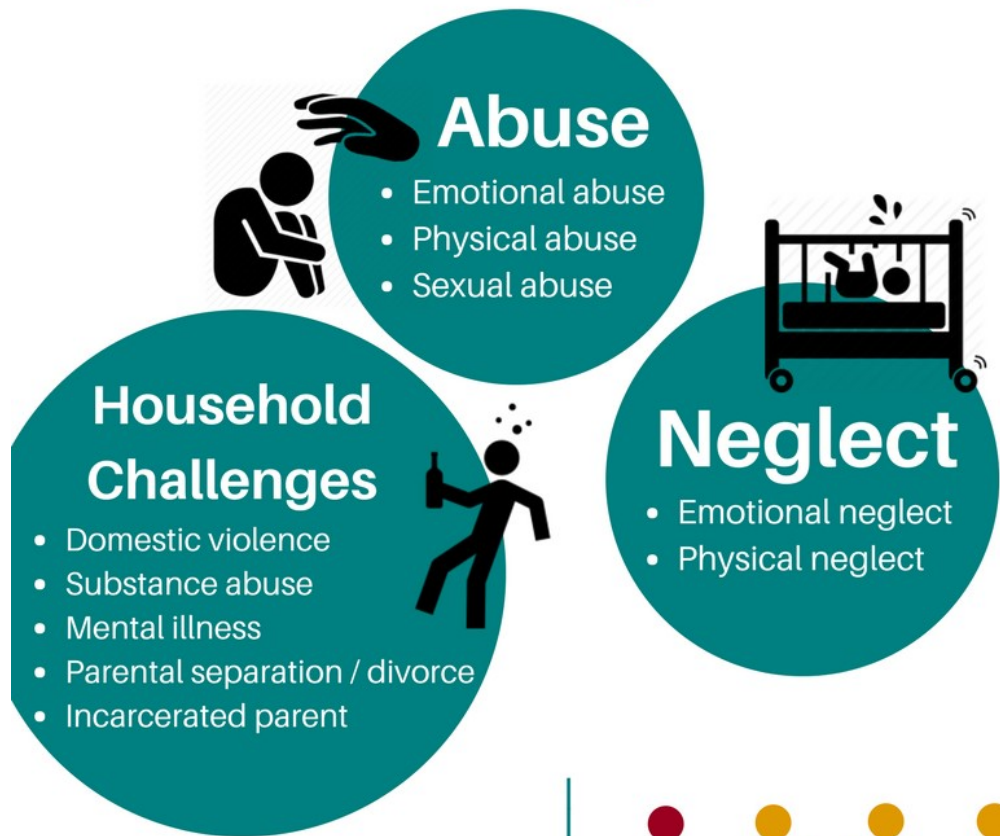 Abuse
• Emotional abuse
• Physical abuse
• Sexual abuse
Household
Challenges
• Domestic violence
• Substance abuse
• Mental illness
• Parental separation / divorce
• Incarcerated parent
Neglect
• Emotional neglect
• Physical neglect